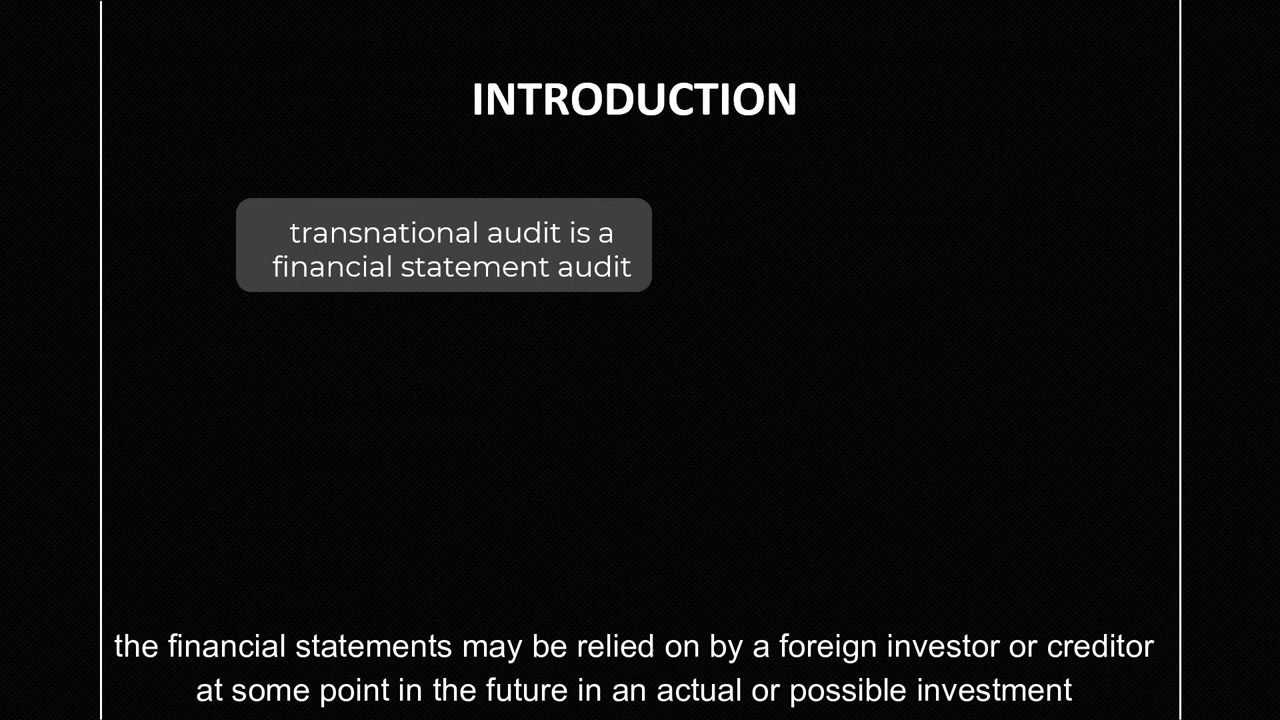 INTRODUCTION
transnational audit is a
financial statement audit
the financial statements may be relied on by a foreign investor or creditor
at some point in the future in an actual or possible investment